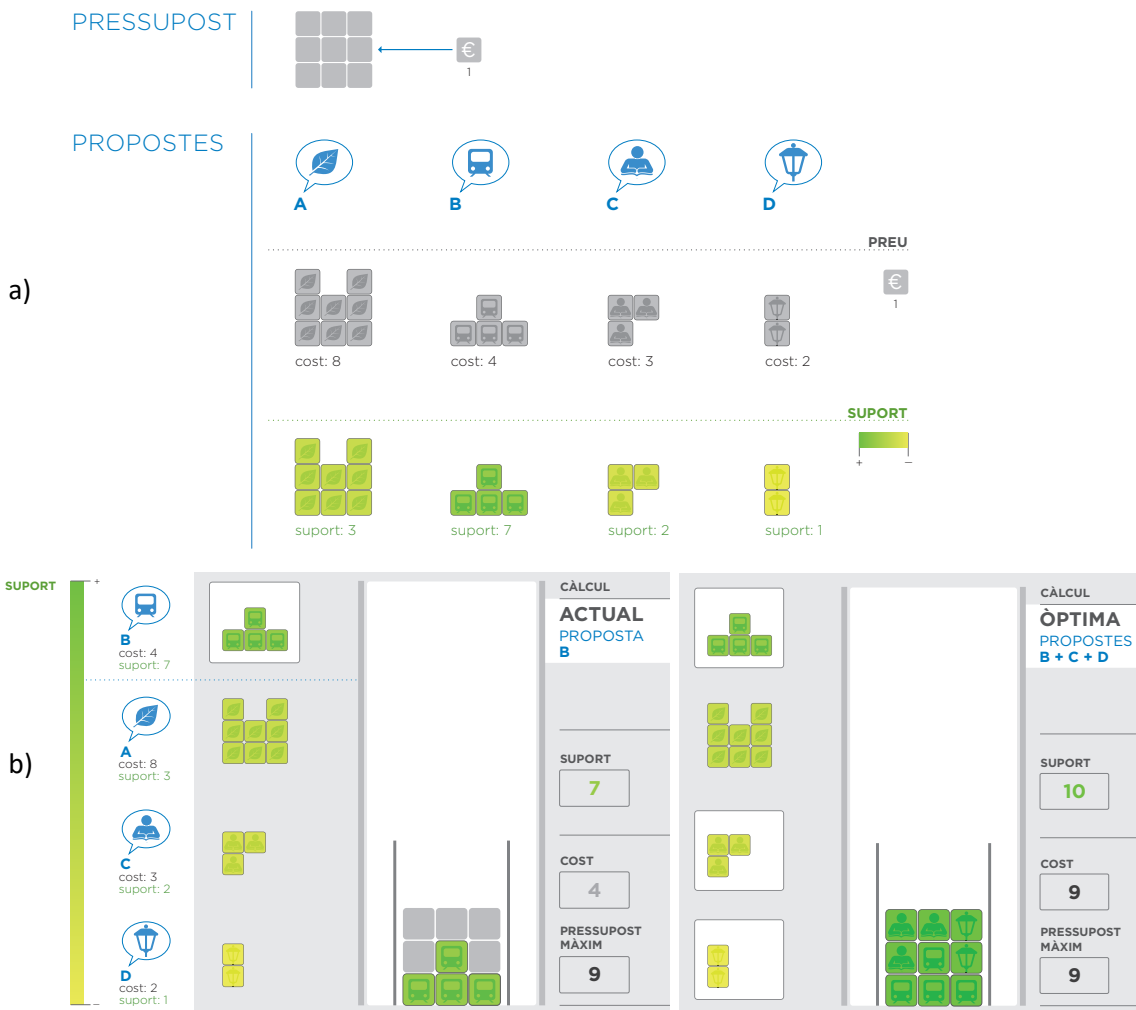 PRESSUPOST
€
1
PROPOSTES
A
B
C
D
PREU
a)
€
1
cost: 8
cost: 4
cost: 3
cost: 2
SUPORT
+
–
suport: 3
suport: 7
suport: 2
suport: 1
b)
SUPORT
+
B
cost: 4
suport: 7
A
cost: 8
suport: 3
C
cost: 3
suport: 2
D
cost: 2
suport: 1
–
CÀLCUL
ACTUAL
PROPOSTA
B
SUPORT
7
COST
4
PRESSUPOST
MÀXIM
9
CÀLCUL
ÒPTIMA
PROPOSTES
B + C + D
SUPORT
10
COST
9
PRESSUPOST
MÀXIM
9